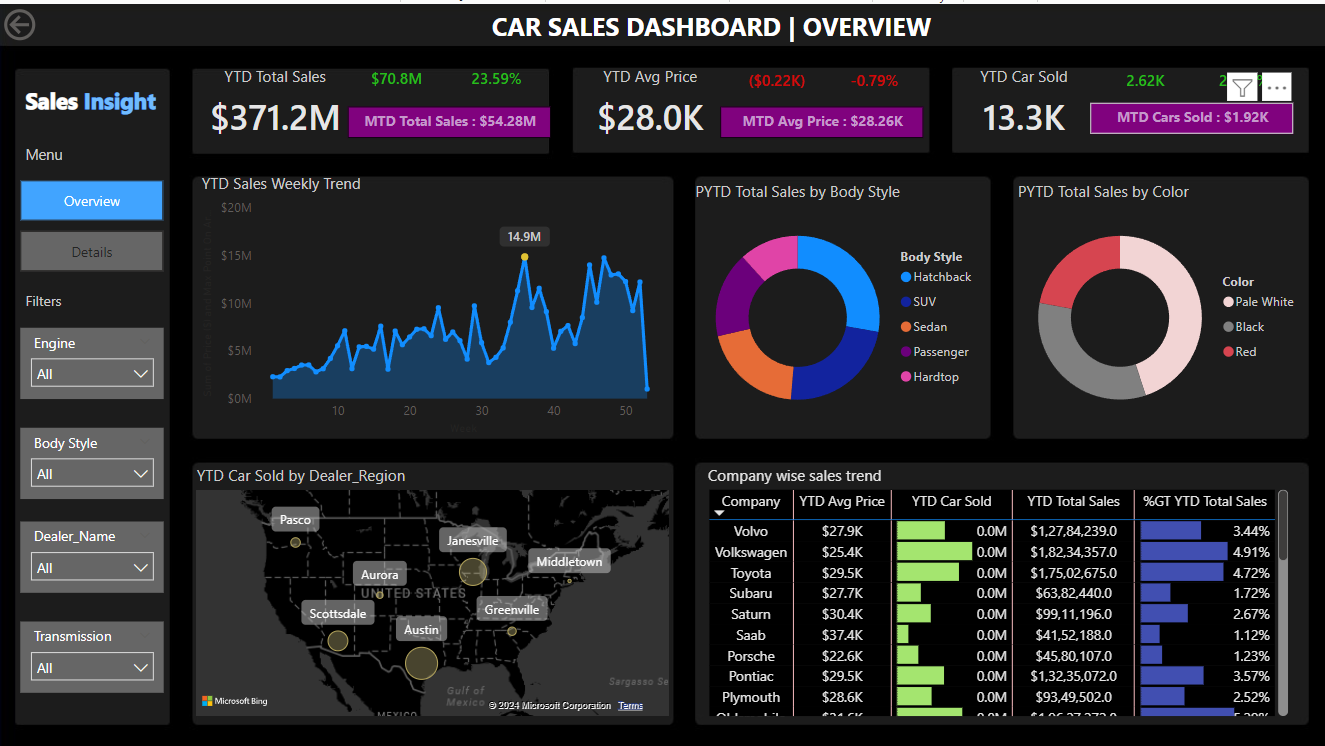 CAR SALES DASHBOARD | OVERVIEW
Sales Insight
Menu
Overview
Details
Filters
Engine
All
Body Style
All
Dealer_Name
All
Transmission
All
YTD Total Sales $70.8M 23.59%
$371.2M MTD Total Sales : $54.28M
YTD Avg Price ($0.22K) -0.79%
$28.0K MTD Avg Price : $28.26K
YTD Car Sold 2.62K
13.3K MTD Cars Sold : $1.92K
YTD Sales Weekly Trend
$20M
$15M
$10M
$5M
$0M
14.9M
10 20 30 40 50
Week
PYTD Total Sales by Body Style
Body Style
Hatchback
SUV
Sedan
Passenger
Hardtop
PYTD Total Sales by Color
Color
Pale White
Black
Red
YTD Car Sold by Dealer_Region
Pasco
Janesville
Middletown
Aurora
UNITED STATES
Scottsdale
Greenville
Austin
Gulf of
Mexico
Sargasso Se
MEXICO
Microsoft Bing
© 2024 Microsoft Corporation Terms
Company wise sales trend
Company YTD Avg Price YTD Car Sold YTD Total Sales %GT YTD Total Sales
Volvo $27.9K 0.0M $1,27,84,239.0 3.44%
Volkswagen $25.4K 0.0M $1,82,34,357.0 4.91%
Toyota $29.5K 0.0M $1,75,02,675.0 4.72%
Subaru $27.7K 0.0M $63,82,440.0 1.72%
Saturn $30.4K 0.0M $99,11,196.0 2.67%
Saab $37.4K 0.0M $41,52,188.0 1.12%
Porsche $22.6K 0.0M $45,80,107.0 1.23%
Pontiac $29.5K 0.0M $1,32,35,072.0 3.57%
Plymouth $28.6K 0.0M $93,49,502.0 2.52%